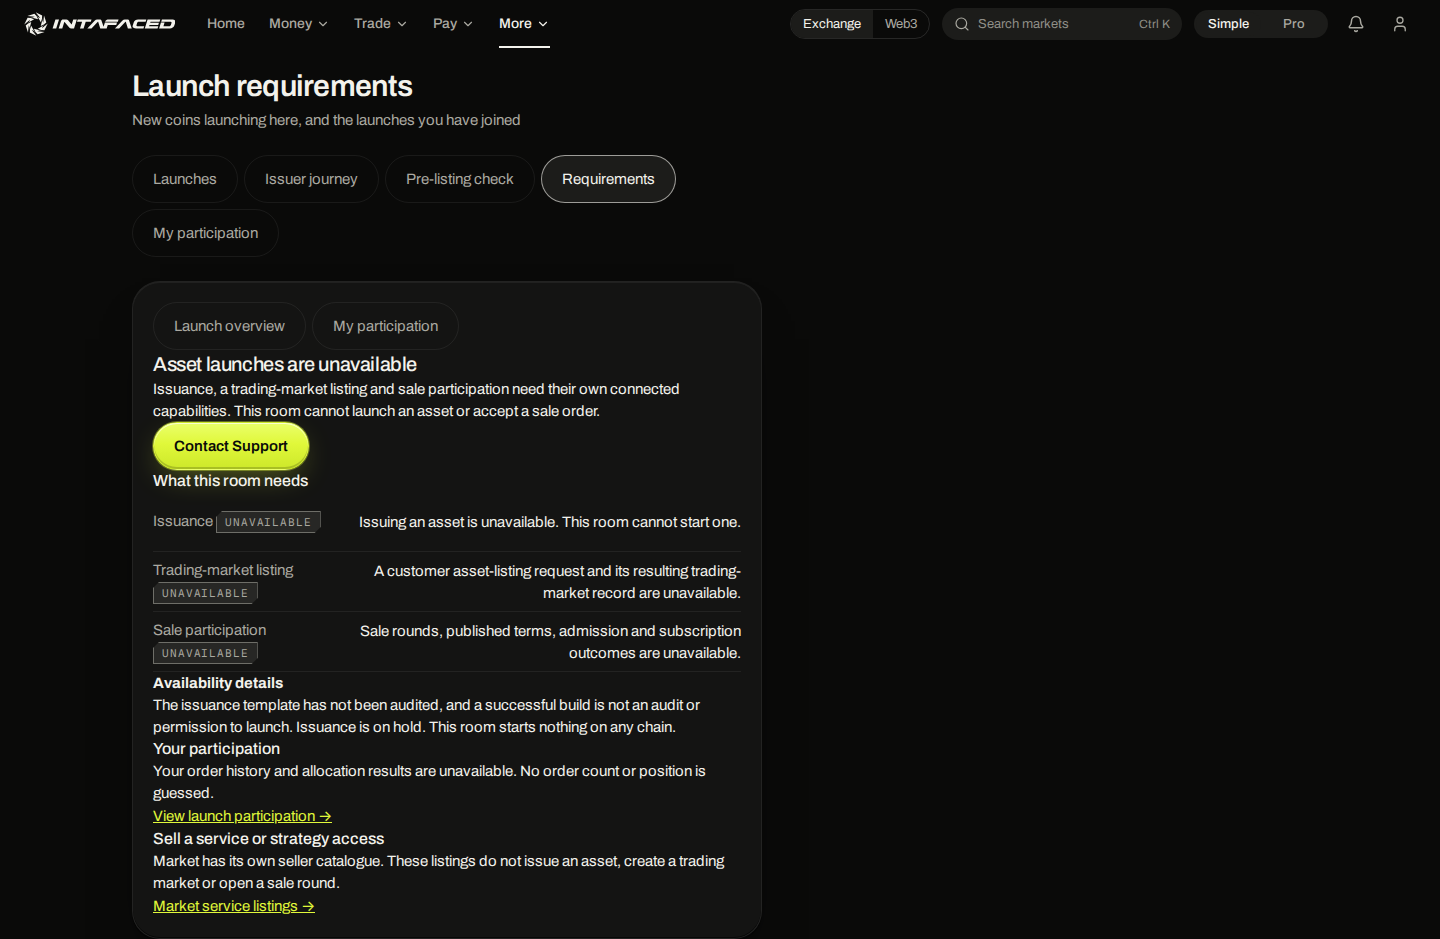 INTAFACED
Home
Money
Trade
Pay
More
Exchange
Web3
Search markets
Ctrl K
Simple
Pro
Launch requirements
New coins launching here, and the launches you have joined
Launches
Issuer journey
Pre-listing check
Requirements
My participation
Launch overview
My participation
Asset launches are unavailable
Issuance, a trading-market listing and sale participation need their own connected
capabilities. This room cannot launch an asset or accept a sale order.
Contact Support
What this room needs
Issuance UNAVAILABLE
Issuing an asset is unavailable. This room cannot start one.
Trading-market listing
UNAVAILABLE
A customer asset-listing request and its resulting trading-
market record are unavailable.
Sale participation
UNAVAILABLE
Sale rounds, published terms, admission and subscription
outcomes are unavailable.
Availability details
The issuance template has not been audited, and a successful build is not an audit or
permission to launch. Issuance is on hold. This room starts nothing on any chain.
Your participation
Your order history and allocation results are unavailable. No order count or position is
guessed.
View launch participation →
Sell a service or strategy access
Market has its own seller catalogue. These listings do not issue an asset, create a trading
market or open a sale round.
Market service listings →